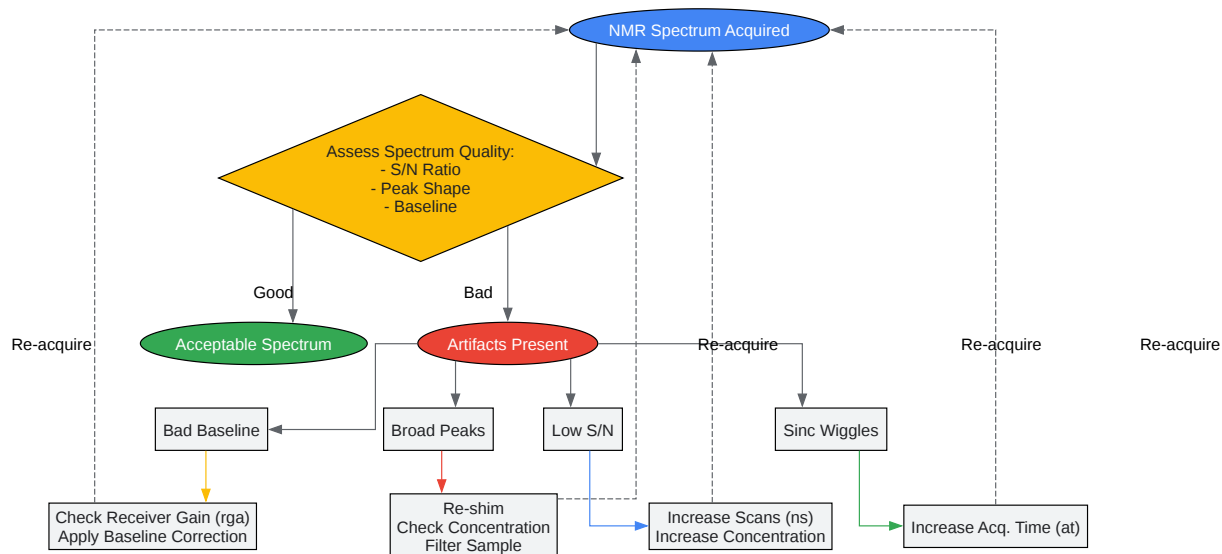 NMR Spectrum Acquired
Assess Spectrum Quality:
- S/N Ratio
- Peak Shape
- Baseline
Good
Bad
Re-acquire
Acceptable Spectrum
Artifacts Present
Re-acquire
Re-acquire
Re-acquire
Bad Baseline
Broad Peaks
Low S/N
Sinc Wiggles
Check Receiver Gain (rga)
Apply Baseline Correction
Re-shim
Check Concentration
Filter Sample
Increase Scans (ns)
Increase Concentration
Increase Acq. Time (at)